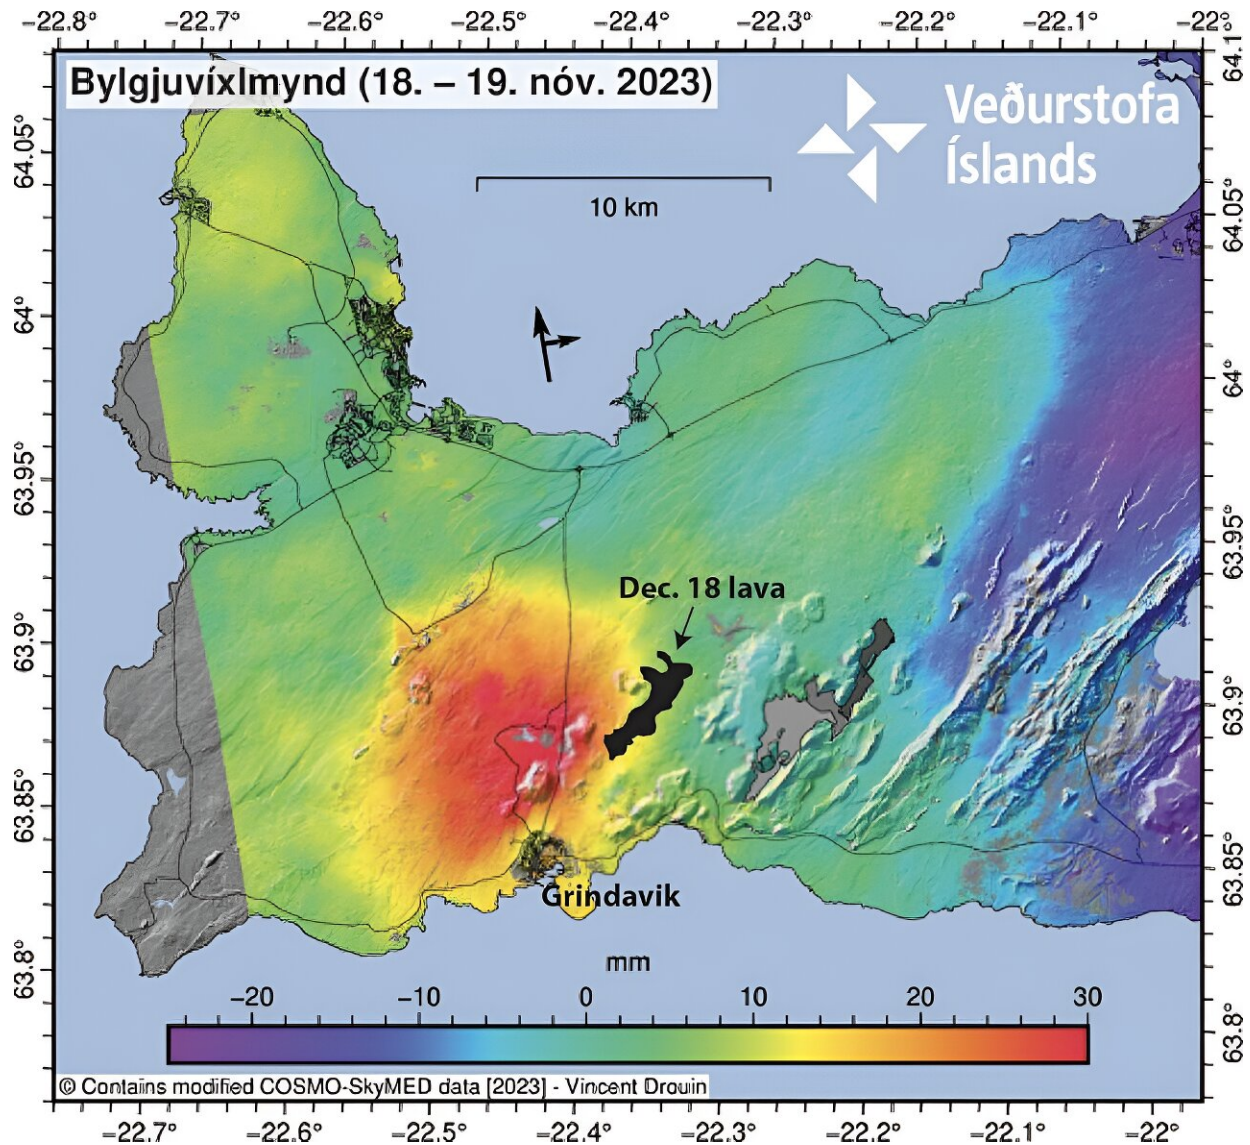 −22.8° −22.7° −22.6° −22.5° −22.4° −22.3° −22.2° −22.1° −22°
Bylgjuvíxlmynd (18. – 19. nóv. 2023)
Veðurstofa
Íslands
10 km
64.1
64.05°
64.05°
64°
64°
63.95°
63.95°
Dec. 18 lava
63.9°
63.9°
63.85°
63.85°
Grindavik
63.8°
63.8°
mm
−20 −10 0 10 20 30
© Contains modified COSMO-SkyMED data [2023] - Vincent Drouin
−22.7° −22.6° −22.5° −22.4° −22.3° −22.2° −22.1° −22°